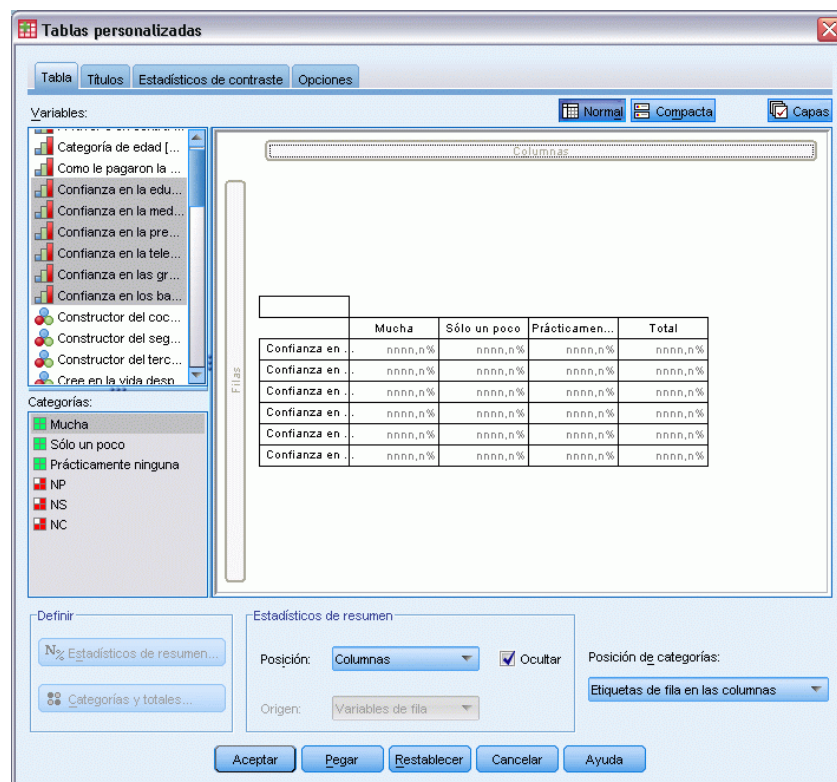 Tablas personalizadas
Tabla Títulos Estadísticos de contraste Opciones
Variables:
Normal Compacta Capas
Categoría de edad [...
Como le pagaron la ...
Confianza en la edu...
Confianza en la med...
Confianza en la pre...
Confianza en la tele...
Confianza en las gr...
Confianza en los ba...
Constructor del coc...
Constructor del seg...
Constructor del terc...
Cree en la vida desp
Categorías:
Mucha
Sólo un poco
Prácticamente ninguna
NP
NS
NC
Columnas
Filas
Mucha Sólo un poco Prácticamen... Total
Confianza en ... nnnn,n% nnnn,n% nnnn,n% nnnn,n%
Confianza en ... nnnn,n% nnnn,n% nnnn,n% nnnn,n%
Confianza en ... nnnn,n% nnnn,n% nnnn,n% nnnn,n%
Confianza en ... nnnn,n% nnnn,n% nnnn,n% nnnn,n%
Confianza en ... nnnn,n% nnnn,n% nnnn,n% nnnn,n%
Confianza en ... nnnn,n% nnnn,n% nnnn,n% nnnn,n%
Definir
N% Estadísticos de resumen...
Categorías y totales...
Estadísticos de resumen
Posición: Columnas Ocultar
Origen: Variables de fila
Posición de categorías:
Etiquetas de fila en las columnas
Aceptar Pegar Restablecer Cancelar Ayuda